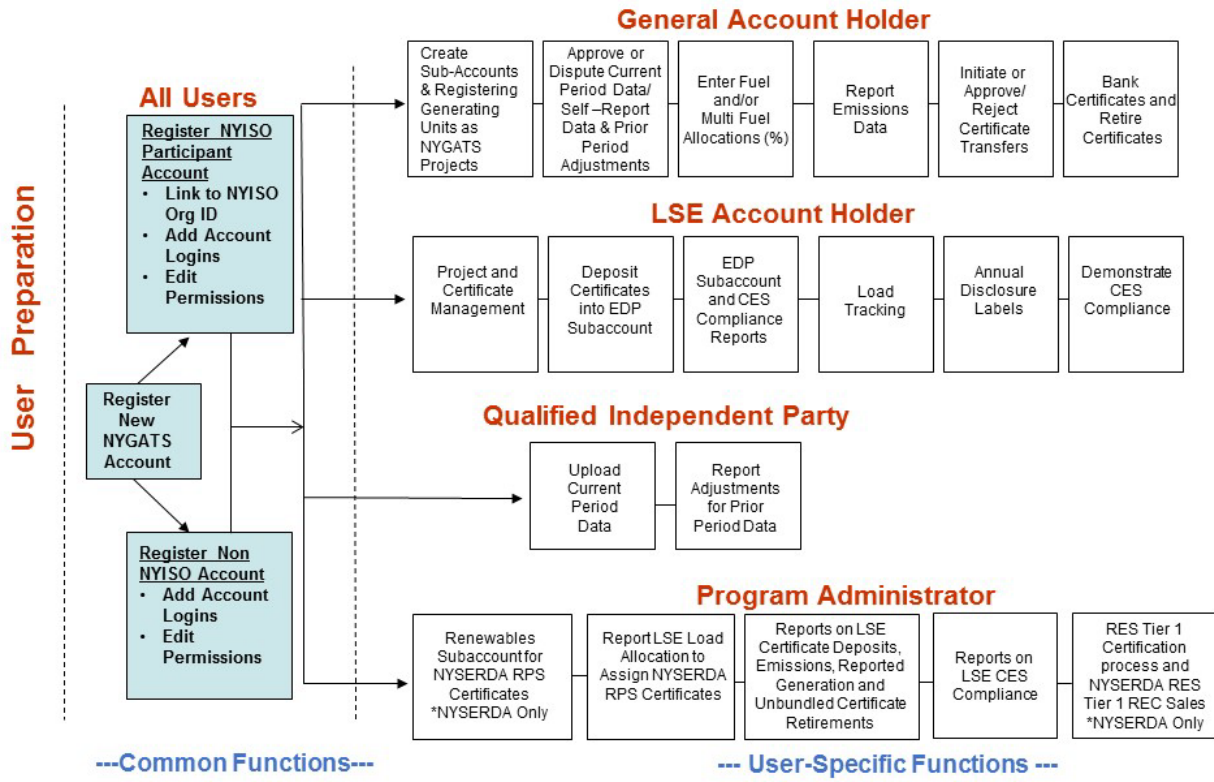 General Account Holder
Create
Sub-Accounts
& Registering
Generating
Units as
NYGATS
Projects
Approve or
Dispute Current
Period Data/
Self –Report
Data & Prior
Period
Adjustments
Enter Fuel
and/or
Multi Fuel
Allocations (%)
Report
Emissions
Data
Initiate or
Approve/
Reject
Certificate
Transfers
Bank
Certificates and
Retire
Certificates
User Preparation
All Users
Register NYISO
Participant
Account
• Link to NYISO
Org ID
• Add Account
Logins
• Edit
Permissions
Register
New
NYGATS
Account
Register Non
NYISO Account
• Add Account
Logins
• Edit
Permissions
LSE Account Holder
Project and
Certificate
Management
Deposit
Certificates
into EDP
Subaccount
EDP
Subaccount
and CES
Compliance
Reports
Load
Tracking
Annual
Disclosure
Labels
Demonstrate
CES
Compliance
Qualified Independent Party
Upload
Current
Period
Data
Report
Adjustments
for Prior
Period Data
Program Administrator
Renewables
Subaccount for
NYSERDA RPS
Certificates
*NYSERDA Only
Report LSE Load
Allocation to
Assign NYSERDA
RPS Certificates
Reports on LSE
Certificate Deposits,
Emissions, Reported
Generation and
Unbundled Certificate
Retirements
Reports on
LSE CES
Compliance
RES Tier 1
Certification
process and
NYSERDA RES
Tier 1 REC Sales
*NYSERDA Only
---Common Functions---
--- User-Specific Functions ---